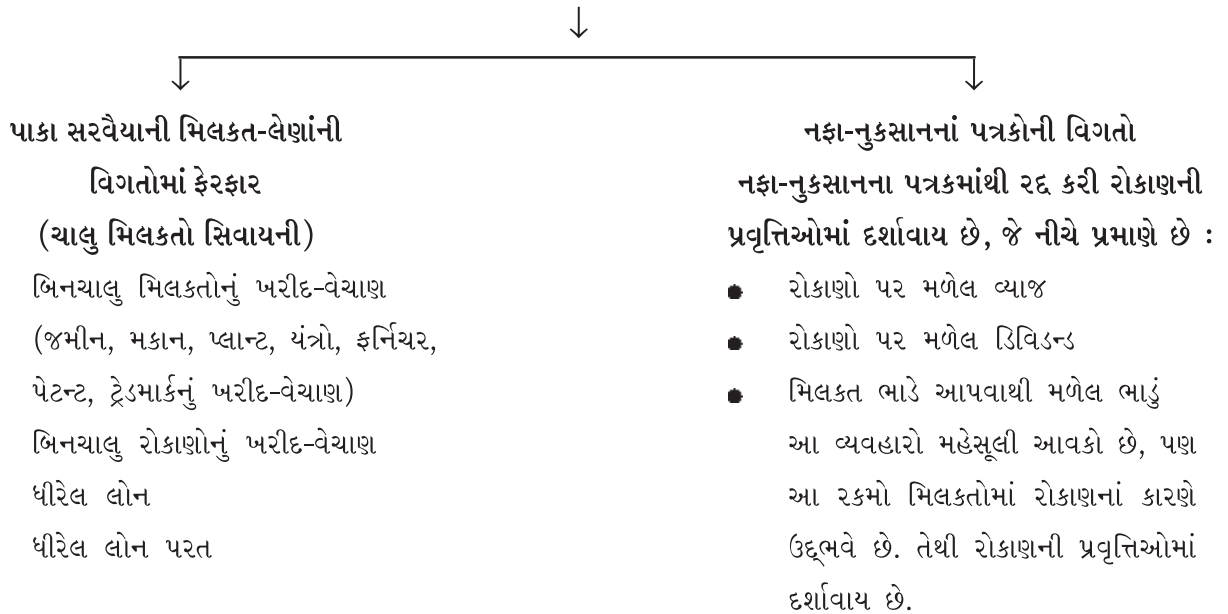 પાકા સરવૈયાની મિલકત-લેણાંની
વિગતોમાં ફેરફાર
(ચાલુ મિલકતો સિવાયની)
બિનચાલુ મિલકતોનું ખરીદ-વેચાણ
(જમીન, મકાન, પ્લાન્ટ, યંત્રો, ફર્નિચર,
પેટન્ટ, ટ્રેડમાર્કનું ખરીદ-વેચાણ)
બિનચાલુ રોકાણોનું ખરીદ-વેચાણ
ધીરેલ લોન
ધીરેલ લોન પરત
નફા-નુકસાનનાં પત્રકોની વિગતો
નફા-નુકસાનના પત્રકમાંથી રદ્દ કરી રોકાણની
પ્રવૃત્તિઓમાં દર્શાવાય છે, જે નીચે પ્રમાણે છે :
● રોકાણો પર મળેલ વ્યાજ
● રોકાણો પર મળેલ ડિવિડન્ડ
● મિલકત ભાડે આપવાથી મળેલ ભાડું
આ વ્યવહારો મહેસૂલી આવકો છે, પણ
આ રકમો મિલકતોમાં રોકાણનાં કારણે
ઉદ્ભવે છે. તેથી રોકાણની પ્રવૃત્તિઓમાં
દર્શાવાય છે.